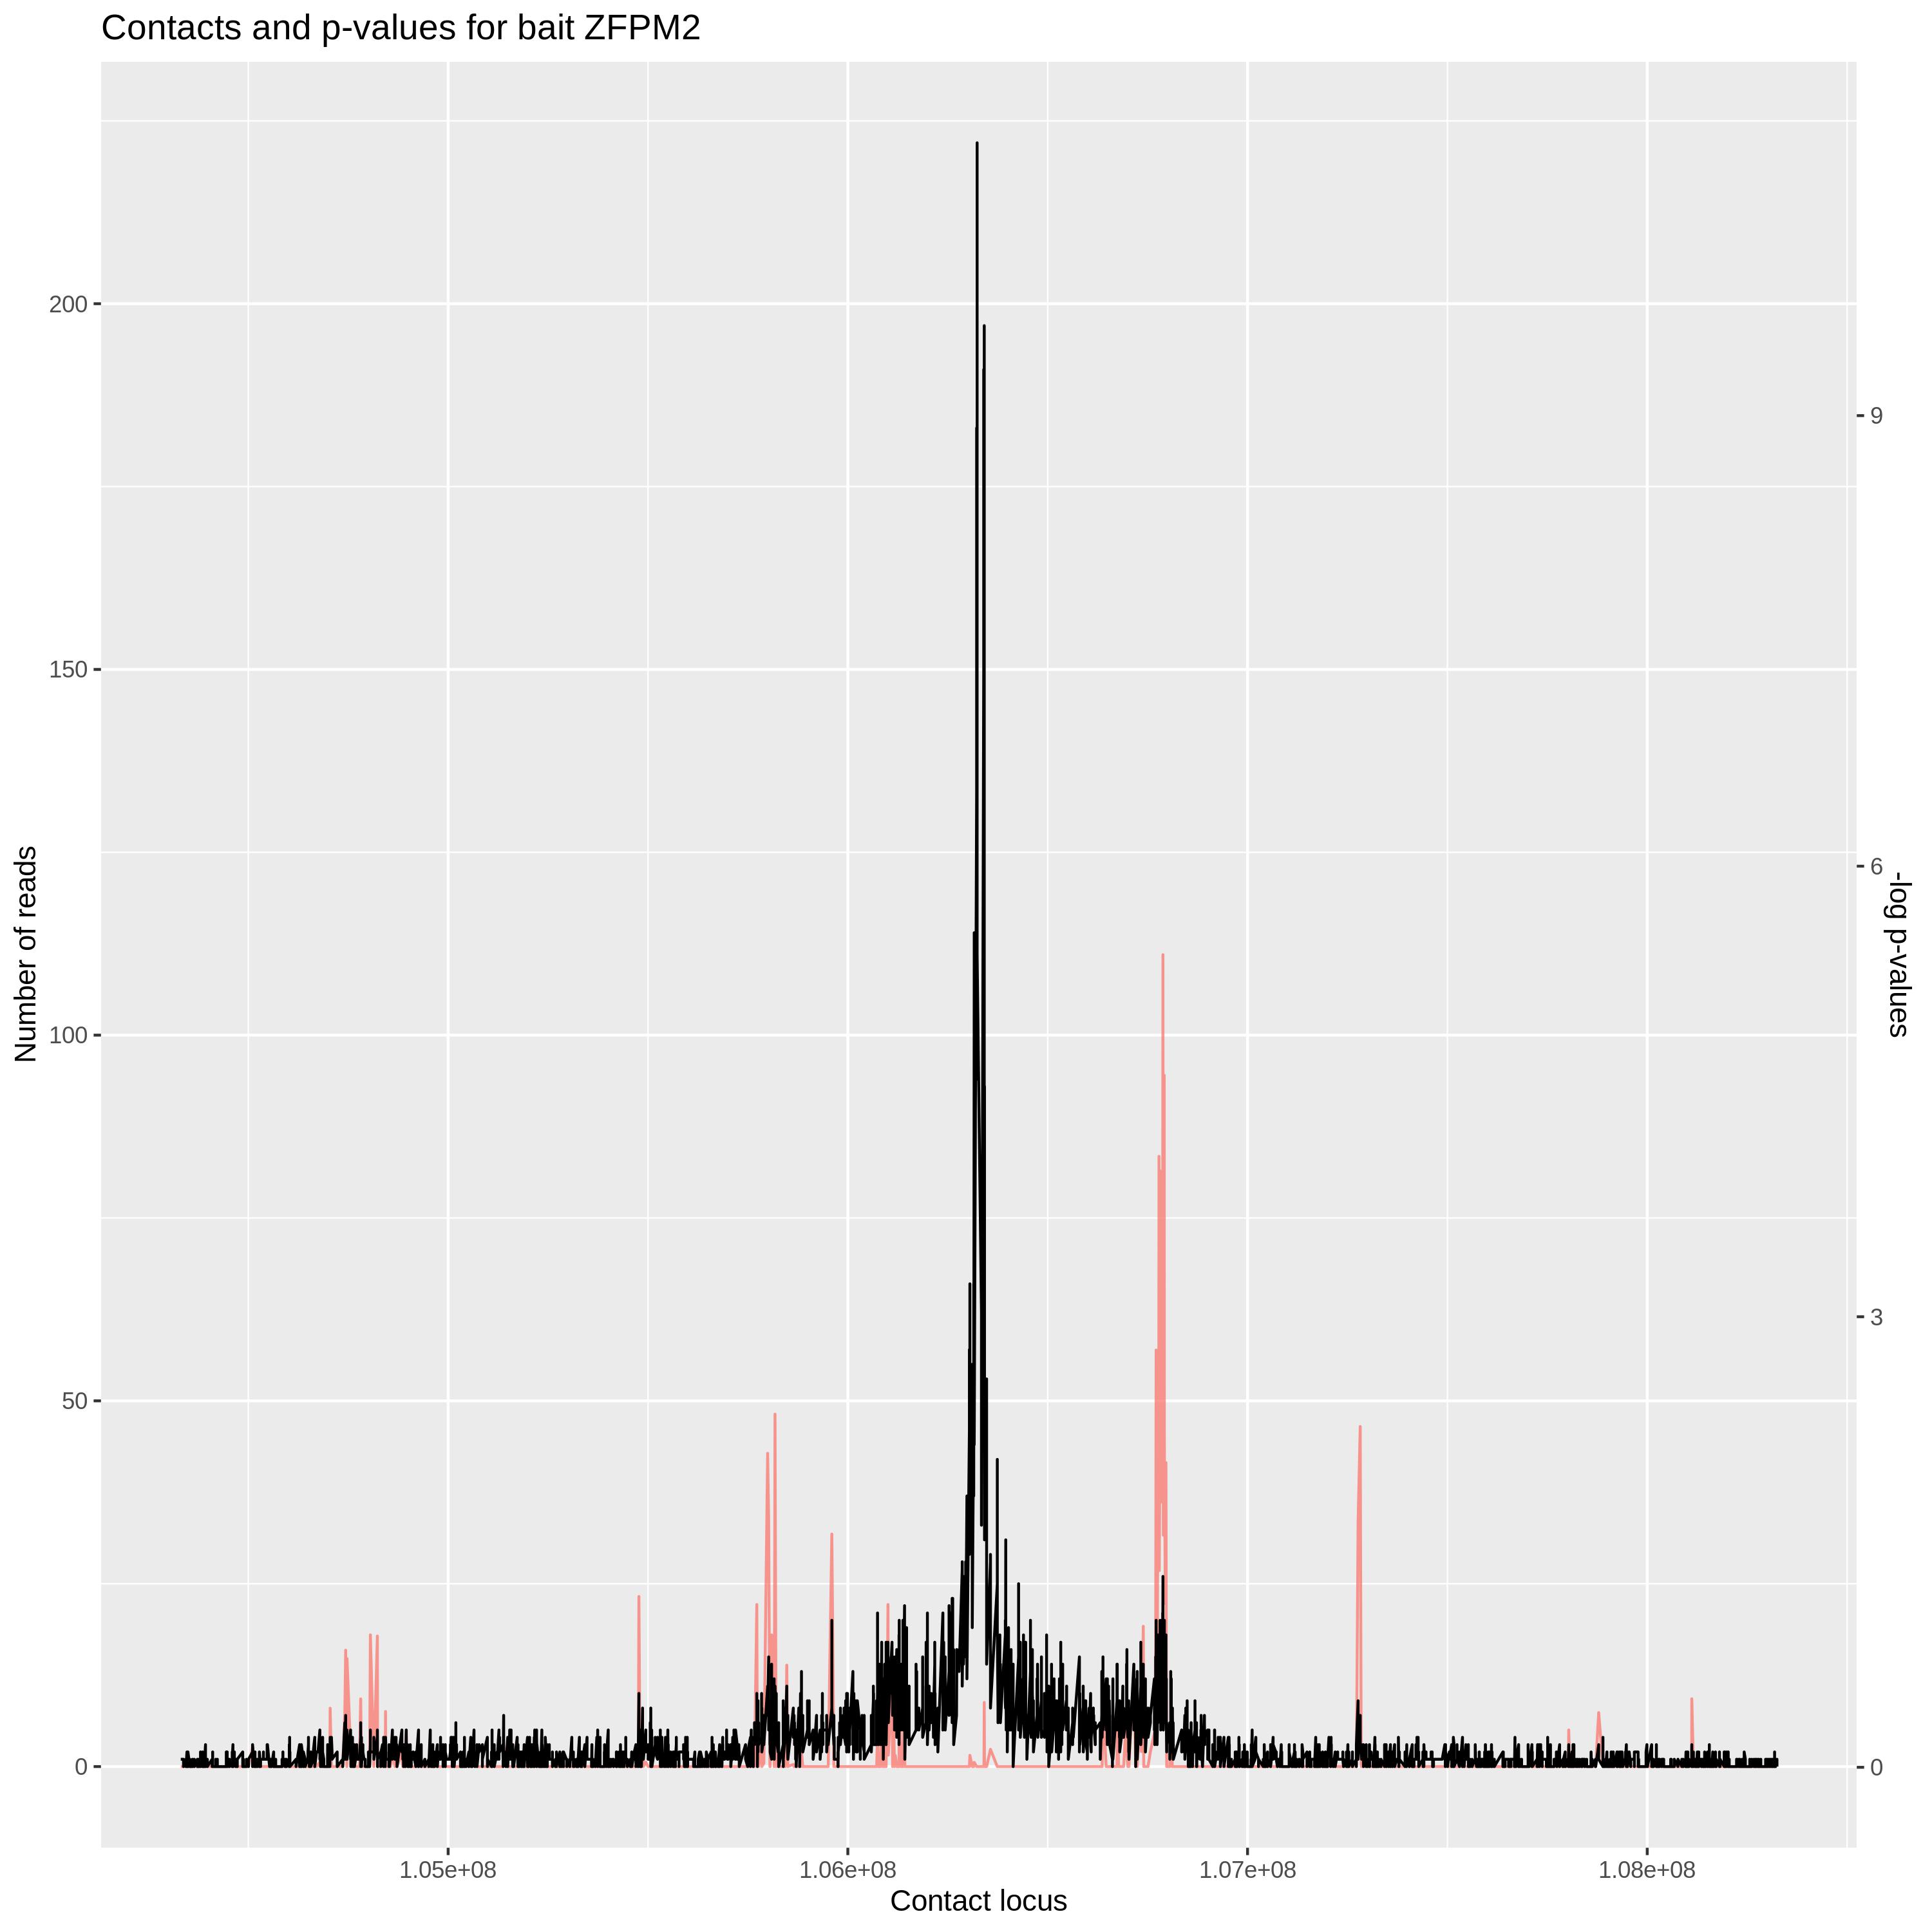 Contacts and p-values for bait ZFPM2
200
150
100
50
0
9
6
3
0
Number of reads
-log p-values
1.05e+08 1.06e+08 1.07e+08 1.08e+08
Contact locus